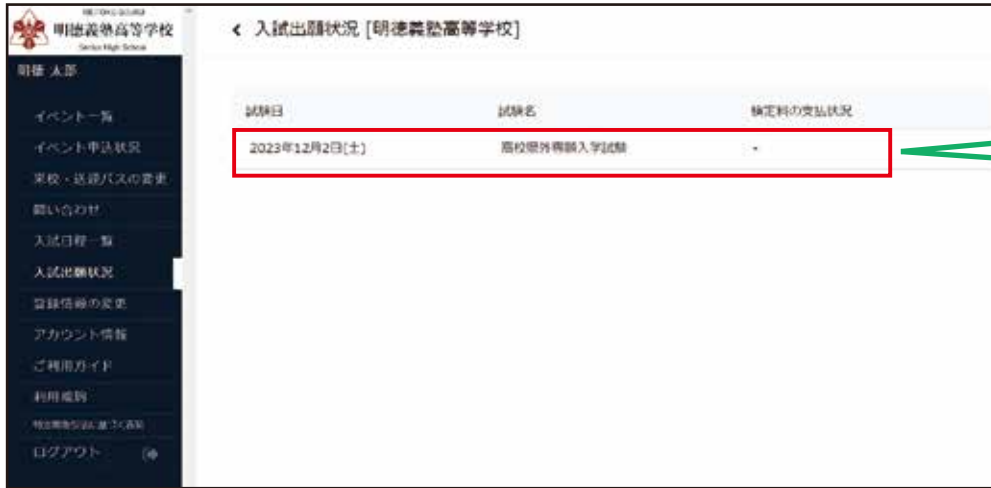 明徳義塾高等学校
Senior High School
明徳 太郎
イベント一覧
イベント申込状況
来校・送迎バスの変更
問い合わせ
入試日程一覧
入試出願状況
登録情報の変更
アカウント情報
ご利用ガイド
利用規約
ログアウト
入試出願状況 [明徳義塾高等学校]
試験日 試験名 検定料の支払状況
2023年12月2日(土) 高校県外専願入学試験 -